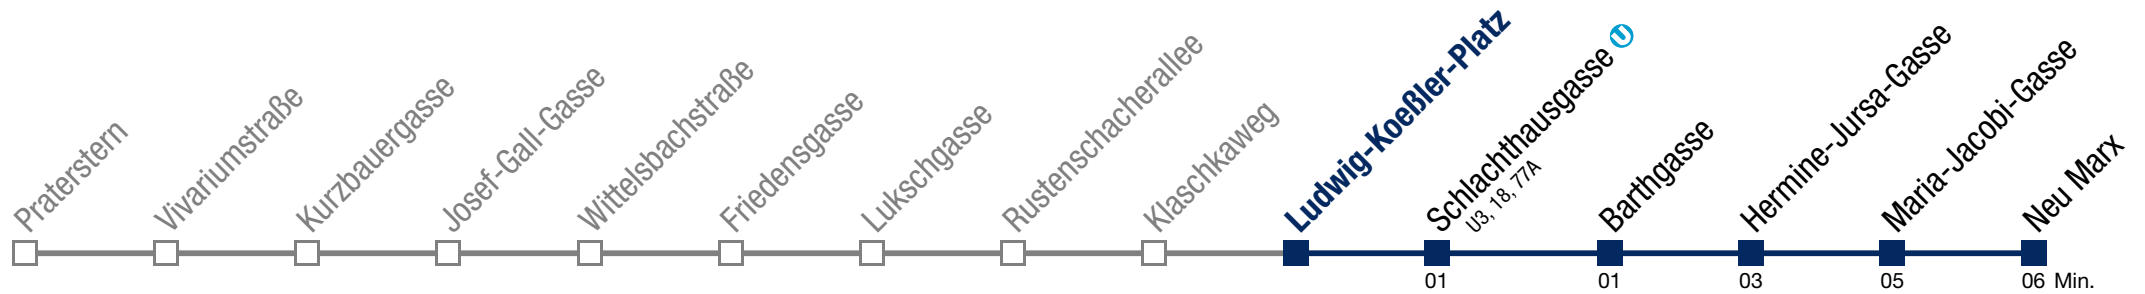 Praterstern
Vivariumstraße
Kurzbauergasse
Josef-Gall-Gasse
Wittelsbachstraße
Friedensgasse
Lukschgasse
Rustenschacherallee
Klaschkaweg
Ludwig-Koeßler-Platz
Schlachthausgasse U
U3, 18, 77A
Barthgasse
Hermine-Jursa-Gasse
Maria-Jacobi-Gasse
Neu Marx
01 01 03 05 06 Min.